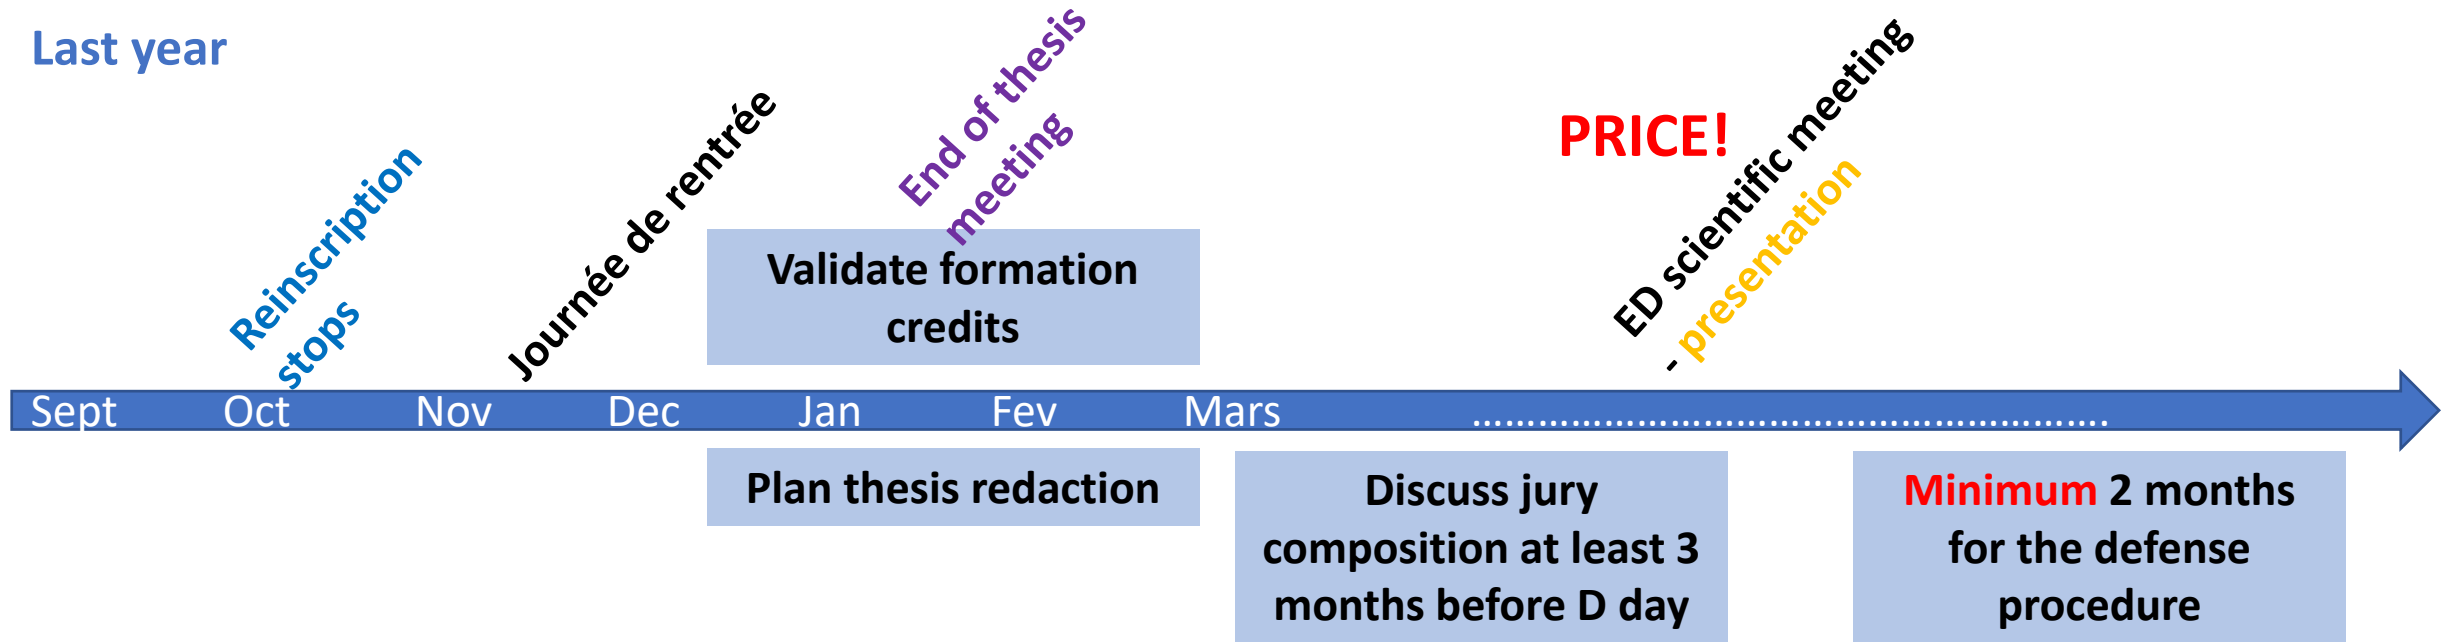 Last year
Reinscription
stops
Journée de rentrée
End of thesis
meeting
PRICE!
ED scientific meeting
- presentation
Validate formation
credits
Sept Oct Nov Dec Jan Fev Mars ……………………………………………………….
Plan thesis redaction
Discuss jury
composition at least 3
months before D day
Minimum 2 months
for the defense
procedure